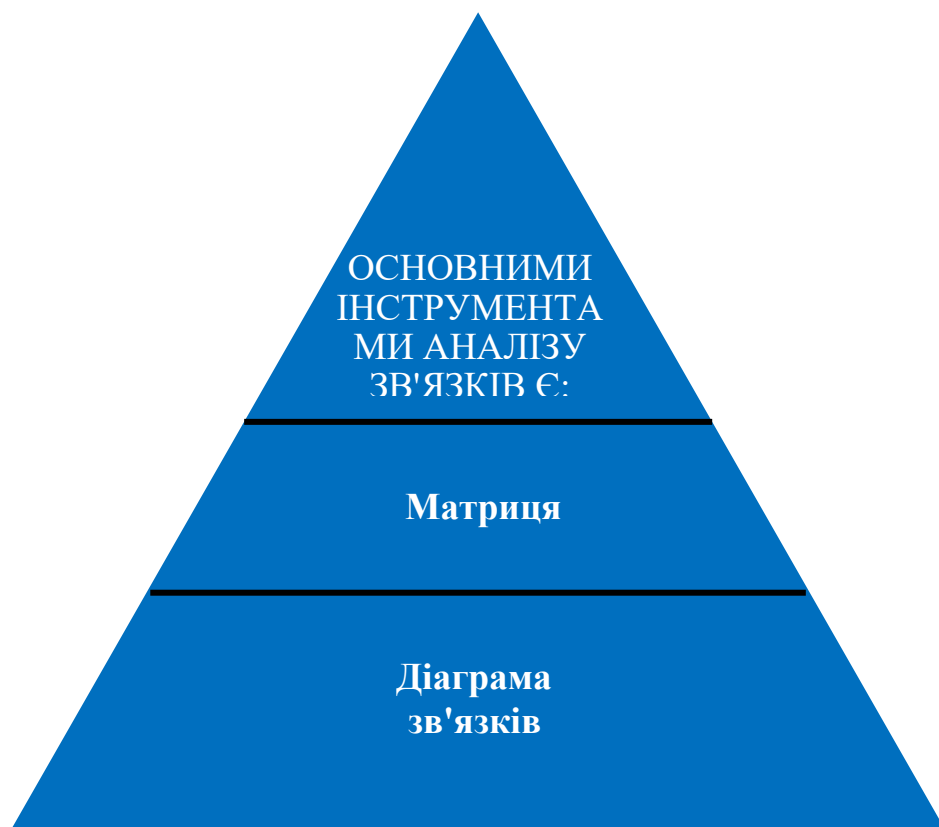 ОСНОВНИМИ
ІНСТРУМЕНТА
МИ АНАЛІЗУ
ЗВ'ЯЗКІВ Є:
Матриця
Діаграма
зв'язків